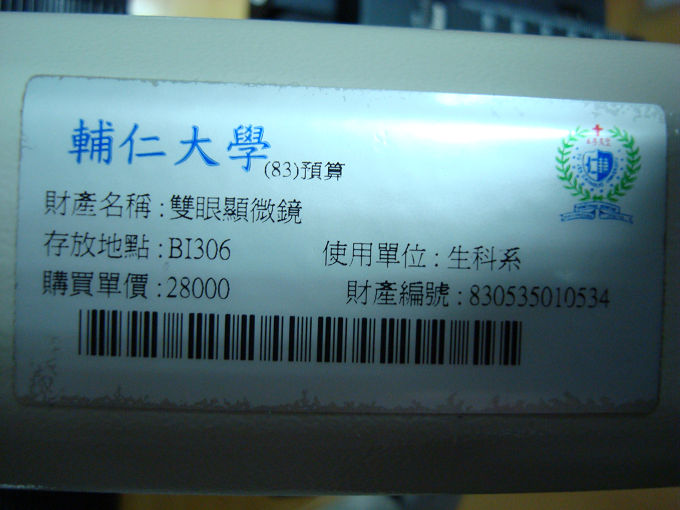 輔仁大學(83)預算
財產名稱:雙眼顯微鏡
存放地點:BI306 使用單位:生科系
購買單價:28000 財產編號:830535010534